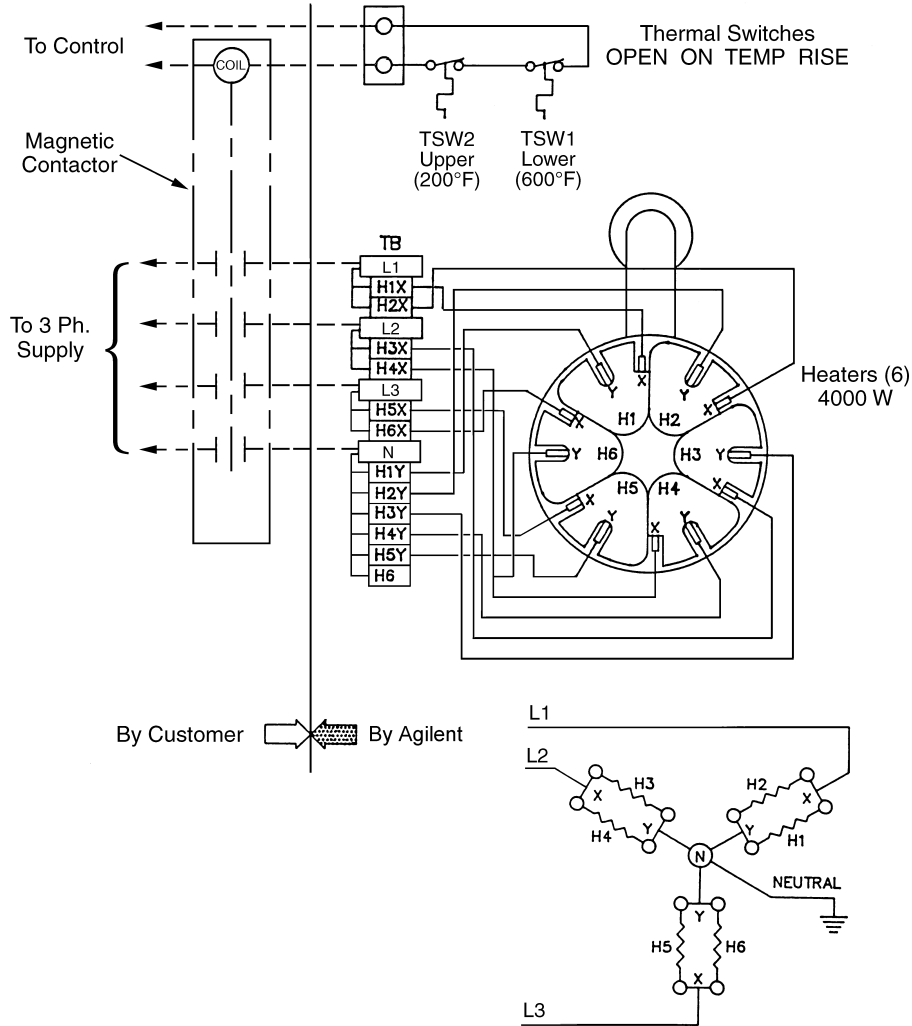 To Control
COIL
Thermal Switches
OPEN ON TEMP RISE
TSW2
Upper
(200°F)
TSW1
Lower
(600°F)
Magnetic
Contactor
TB
L1
H1X
H2X
L2
H3X
H4X
L3
H5X
H6X
N
H1Y
H2Y
H3Y
H4Y
H5Y
H6
To 3 Ph.
Supply
Heaters (6)
4000 W
Y
X
Y
X
X
H1
H2
Y
H6
H3
Y
X
H5
H4
X
Y
X
Y
By Customer
By Agilent
L1
L2
H3
X
H4
Y
H2
X
Y
H1
N
NEUTRAL
Y
H5
H6
X
L3